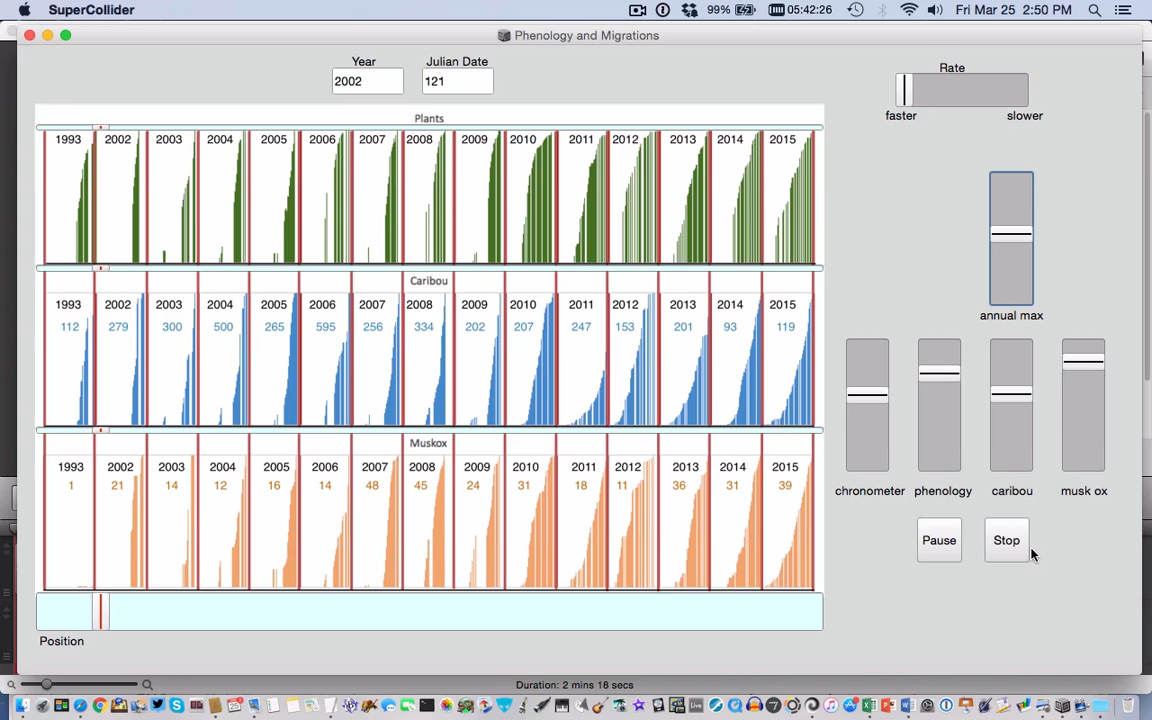 SuperCollider 99% 05:42:26 Fri Mar 25 2:50 PM
Phenology and Migrations
Year Julian Date
2002 121
Rate
faster slower
Plants
1993 2002 2003 2004 2005 2006 2007 2008 2009 2010 2011 2012 2013 2014 2015
Caribou
1993 2002 2003 2004 2005 2006 2007 2008 2009 2010 2011 2012 2013 2014 2015
112 279 300 500 265 595 256 334 202 207 247 153 201 93 119
annual max
Muskox
1993 2002 2003 2004 2005 2006 2007 2008 2009 2010 2011 2012 2013 2014 2015
1 21 14 12 16 14 48 45 24 31 18 11 36 31 39
chronometer phenology caribou musk ox
Pause Stop
Position
Duration: 2 mins 18 secs